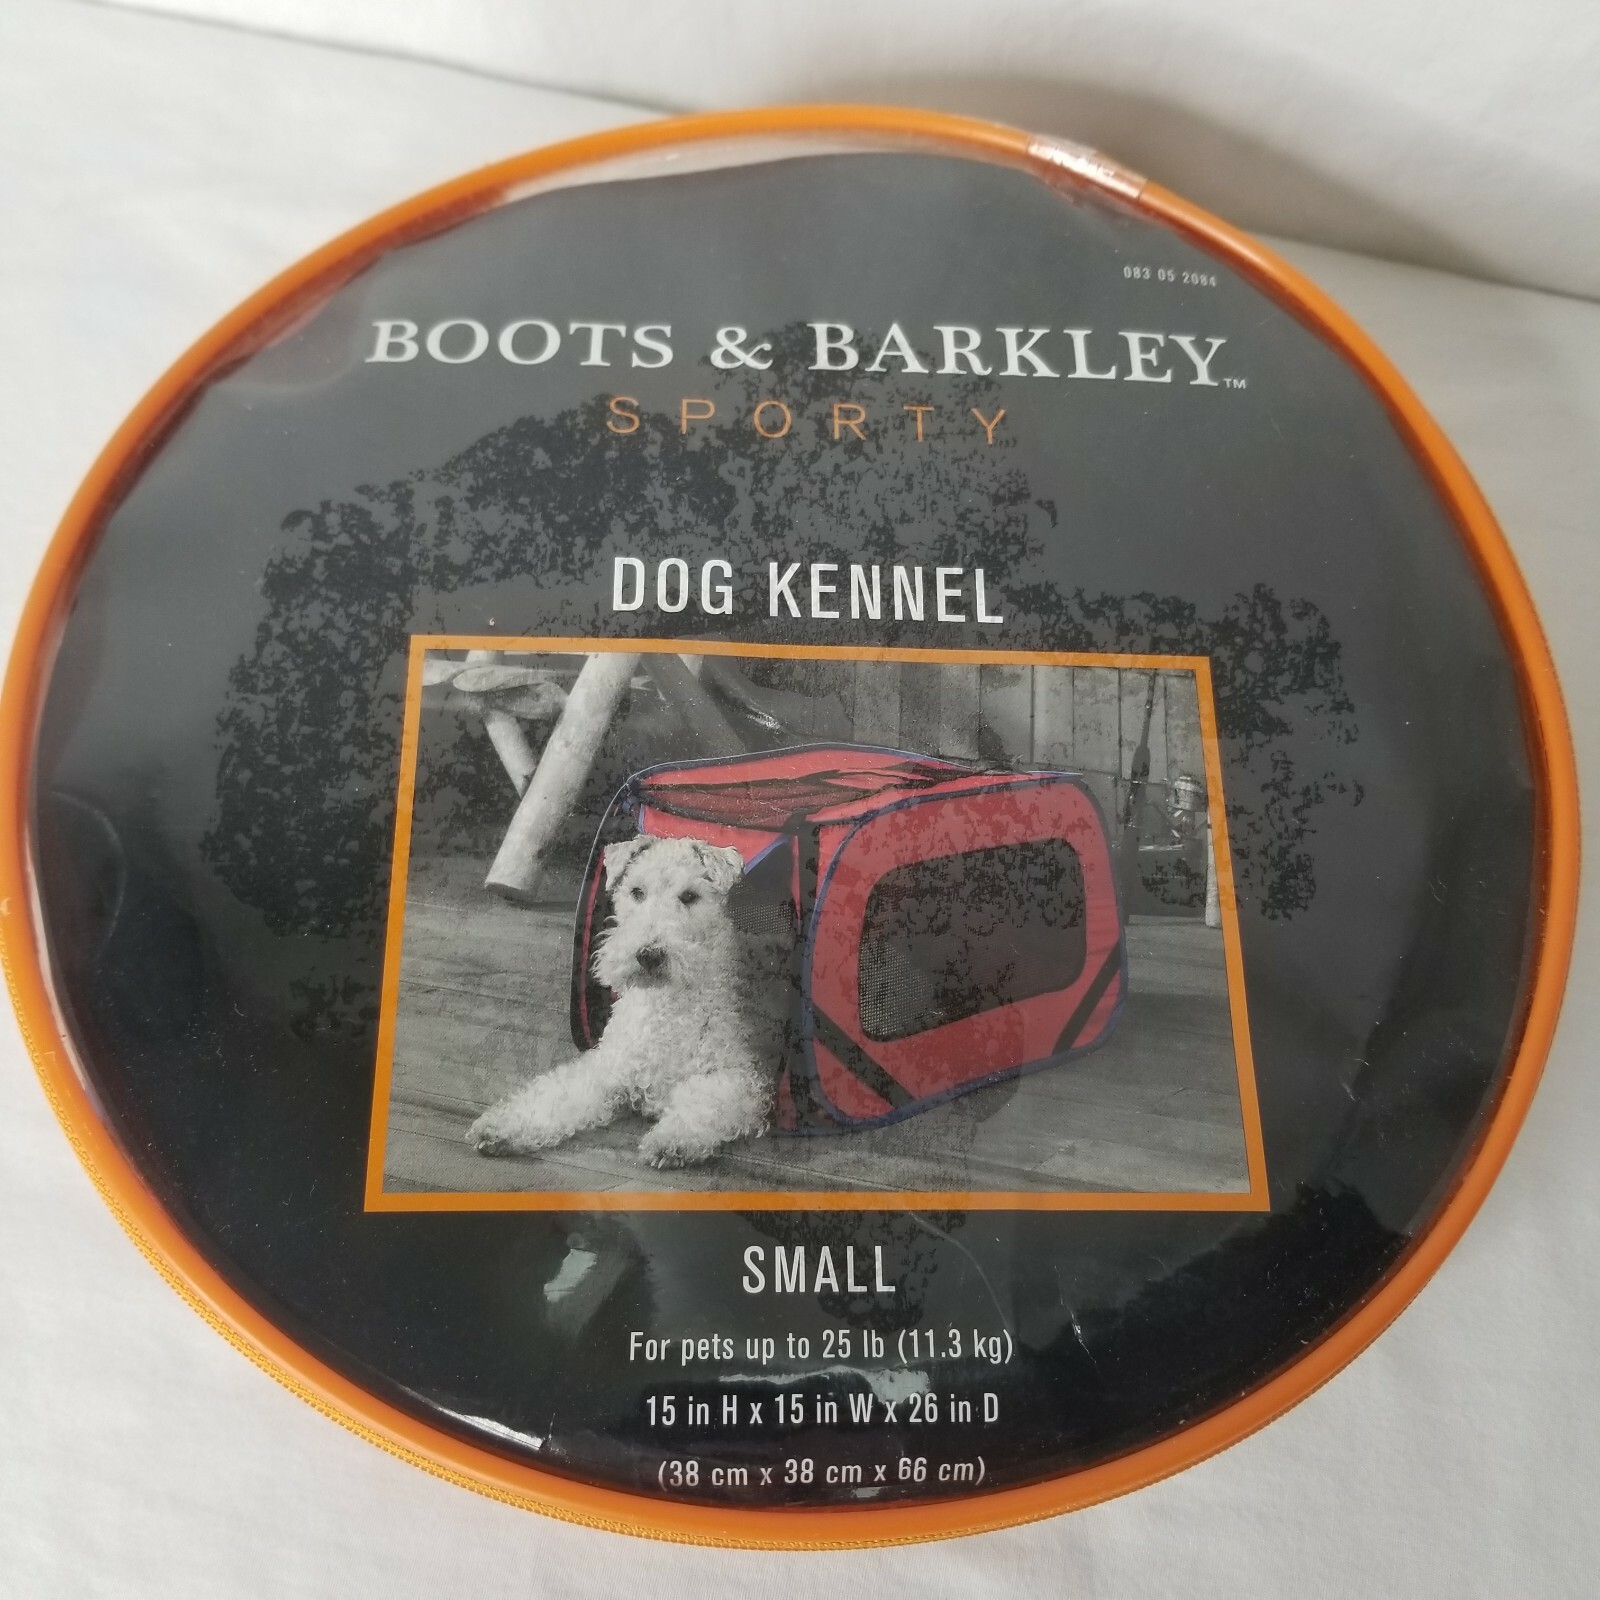 083 05 2084
BOOTS & BARKLEY™
SPORTY
DOG KENNEL
SMALL
For pets up to 25 lb (11.3 kg)
15 in H x 15 in W x 26 in D
(38 cm x 38 cm x 66 cm)